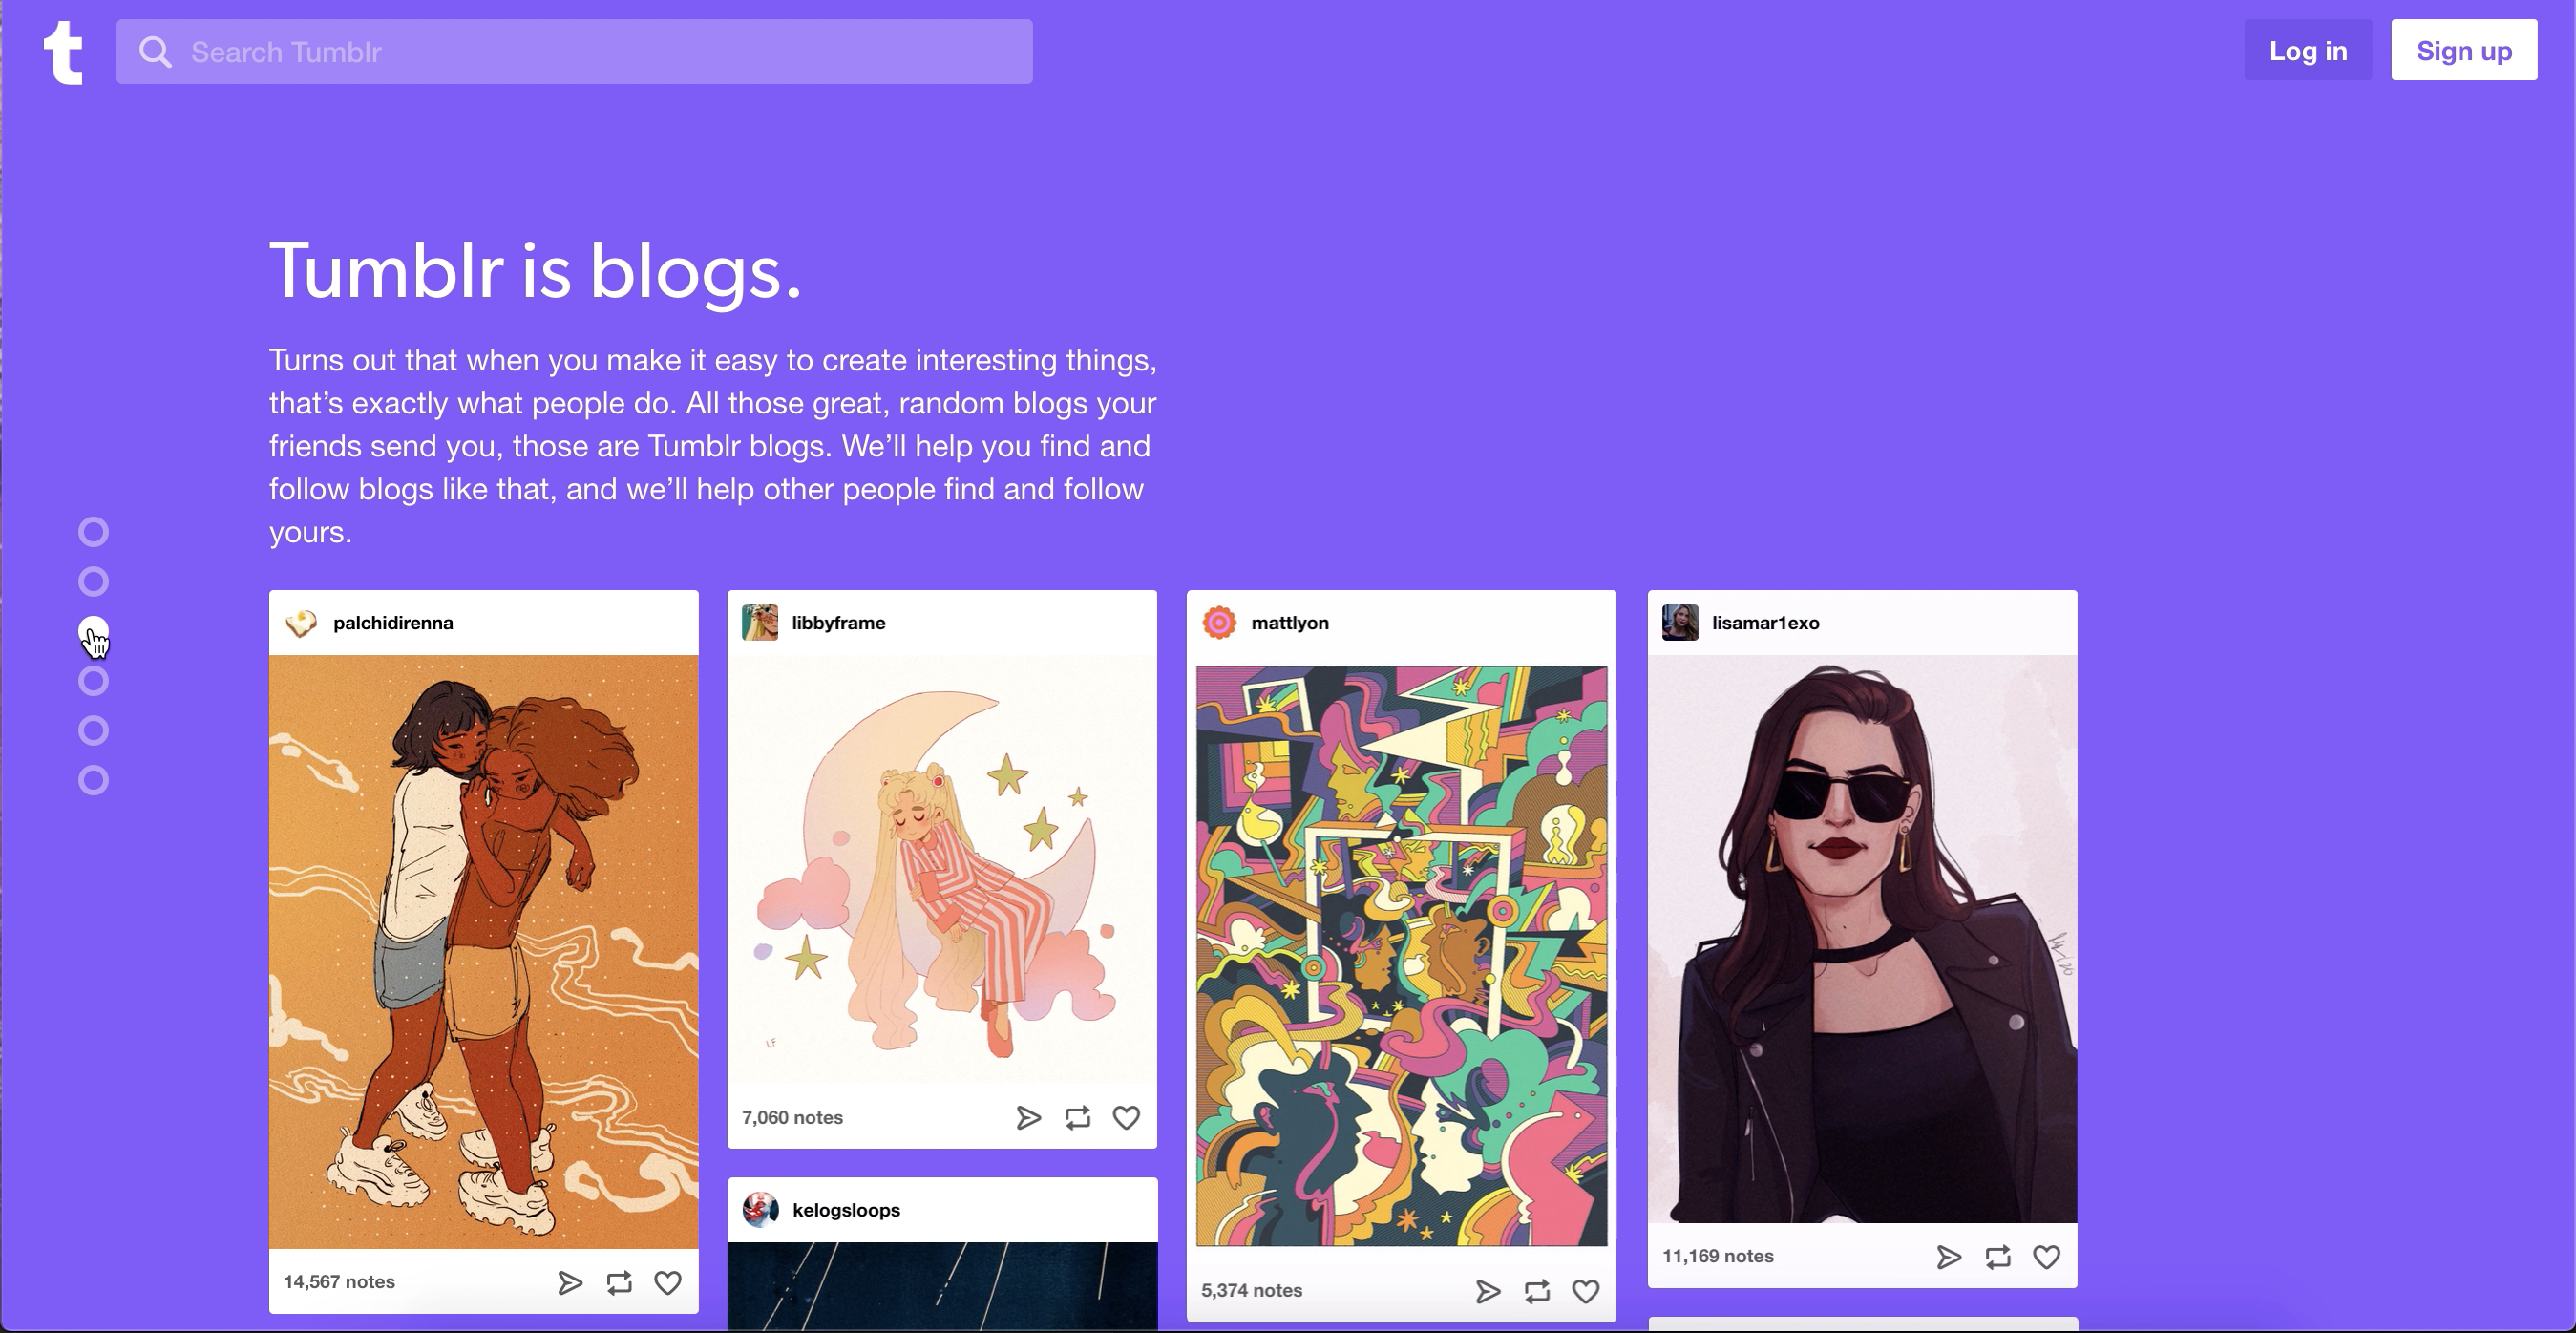 t
Search Tumblr
Log in
Sign up
Tumblr is blogs.
Turns out that when you make it easy to create interesting things,
that’s exactly what people do. All those great, random blogs your
friends send you, those are Tumblr blogs. We’ll help you find and
follow blogs like that, and we’ll help other people find and follow
yours.
palchidirenna
libbyframe
mattlyon
lisamar1exo
LF
7,060 notes
kelogsloops
14,567 notes
5,374 notes
11,169 notes